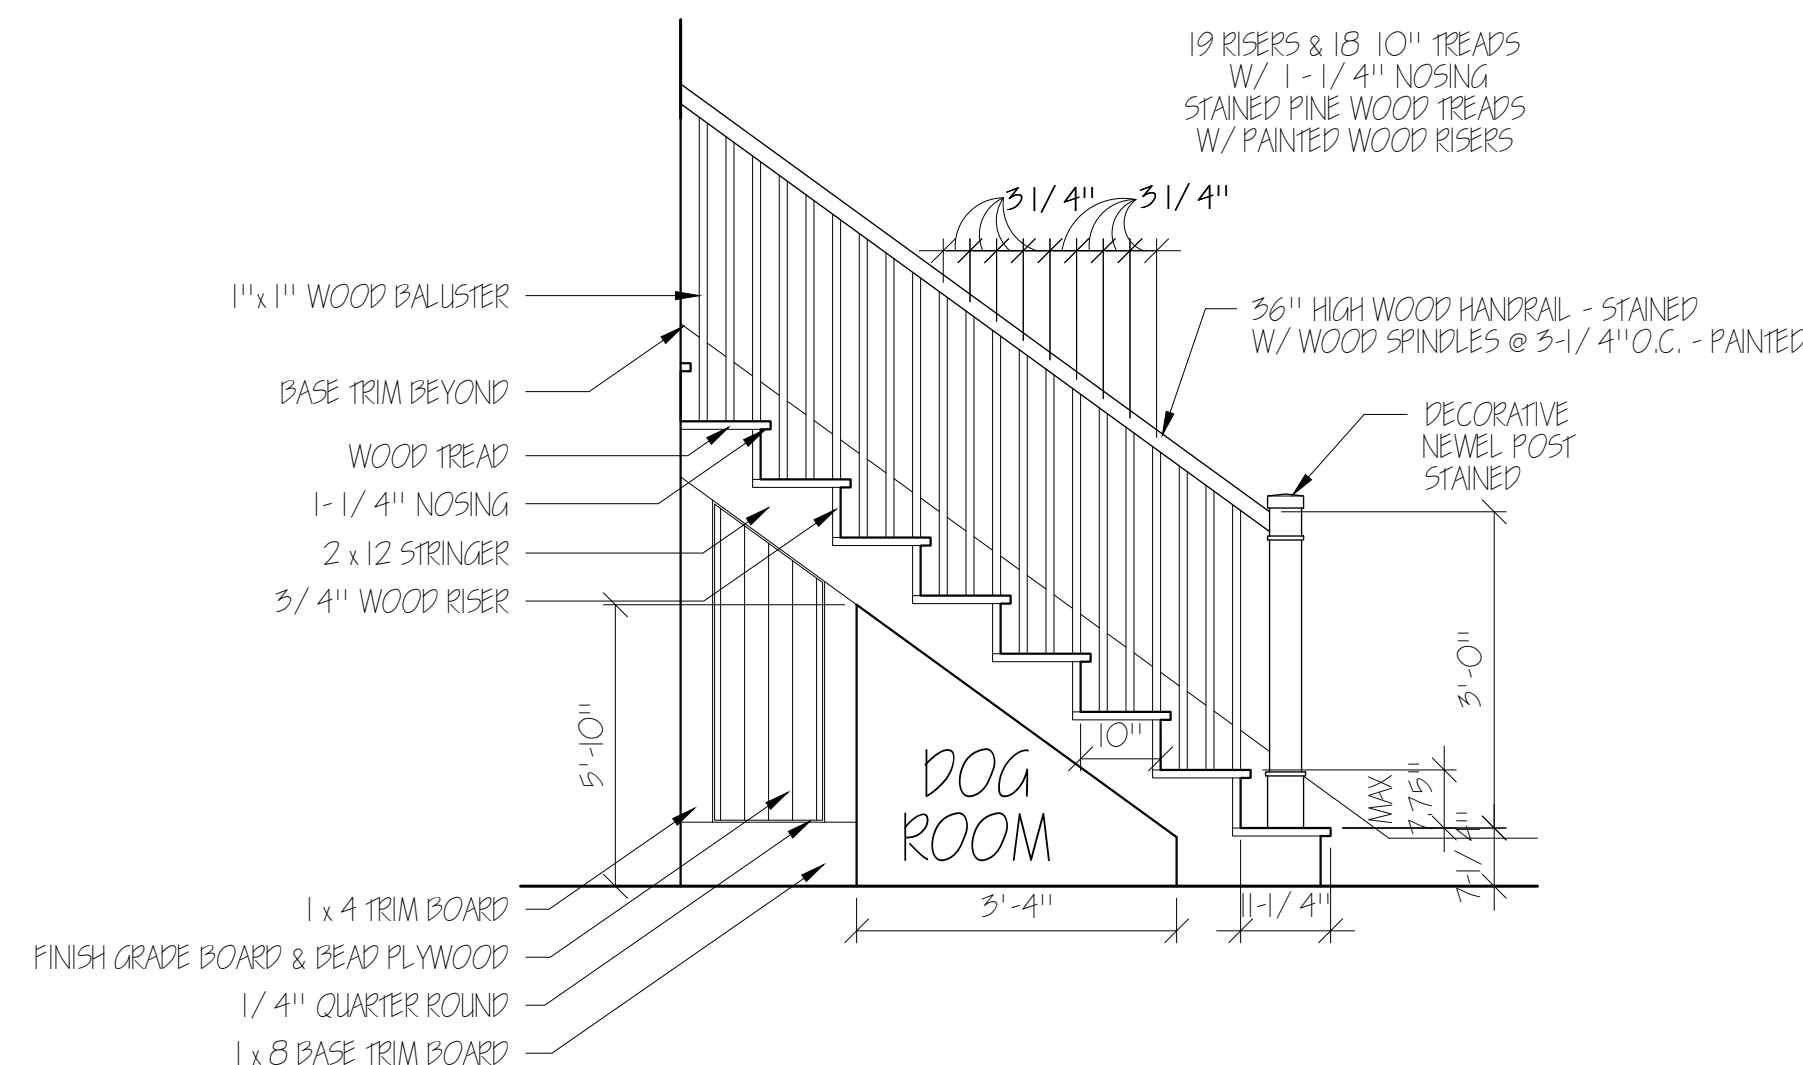 19 RISERS & 18 10" TREADS
W/ 1 - 1/4" NOSING
STAINED PINE WOOD TREADS
W/ PAINTED WOOD RISERS
3 1/4" 3 1/4"
1"x 1" WOOD BALUSTER
36" HIGH WOOD HANDRAIL - STAINED
W/ WOOD SPINDLES @ 3-1/4"O.C. - PAINTED
BASE TRIM BEYOND
DECORATIVE
NEWEL POST
STAINED
WOOD TREAD
1- 1/4" NOSING
2 x 12 STRINGER
3/4" WOOD RISER
5'-10"
3'-0"
10"
DOG
ROOM
MAX
7.75"
7-1/4"
3'-4"
11-1/4"
1 x 4 TRIM BOARD
FINISH GRADE BOARD & BEAD PLYWOOD
1/4" QUARTER ROUND
1 x 8 BASE TRIM BOARD